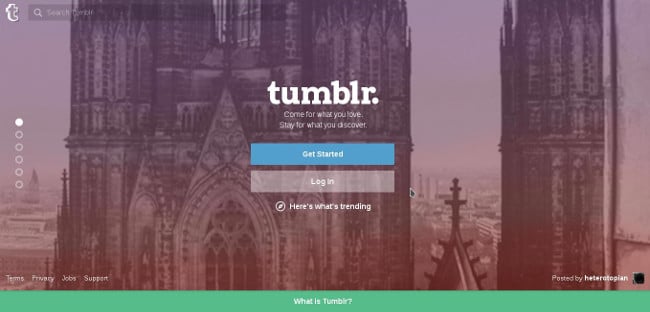 t
Search Tumblr
tumblr.
Come for what you love.
Stay for what you discover.
Get Started
Log In
Here's what's trending
Terms Privacy Jobs Support
Posted by heterotopian
What is Tumblr?